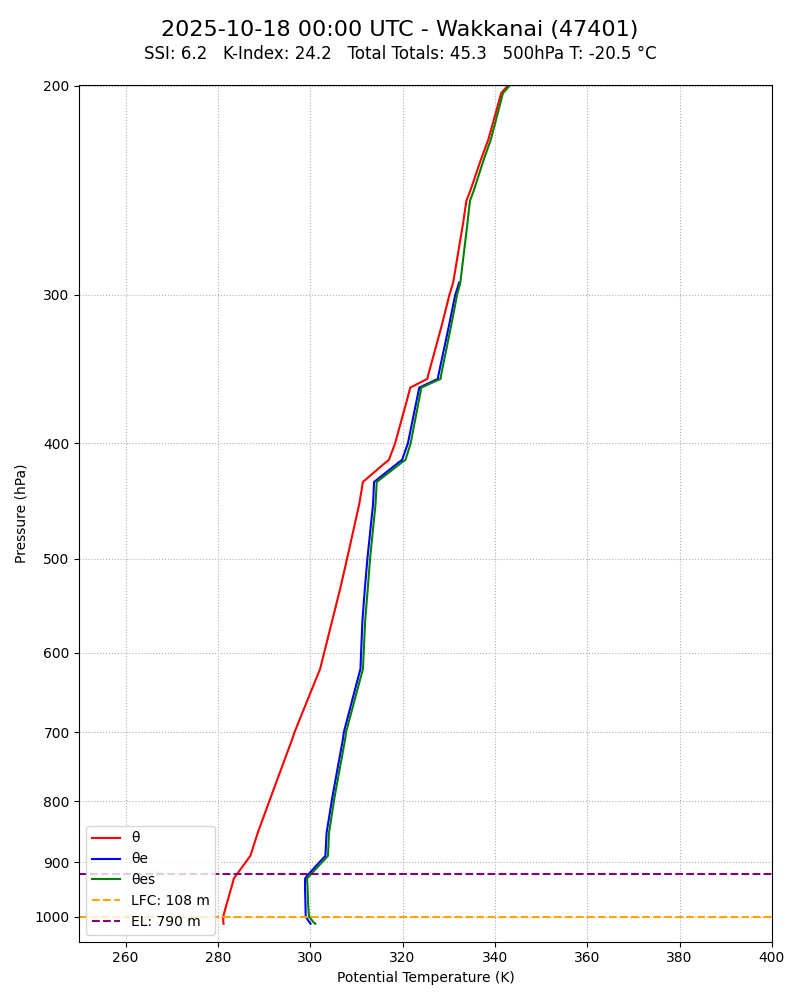 2025-10-18 00:00 UTC - Wakkanai (47401)
SSI: 6.2   K-Index: 24.2   Total Totals: 45.3   500hPa T: -20.5 °C
200
300
400
500
600
700
800
900
1000
Pressure (hPa)
θ
θe
θes
LFC: 108 m
EL: 790 m
260
280
300
320
340
360
380
400
Potential Temperature (K)